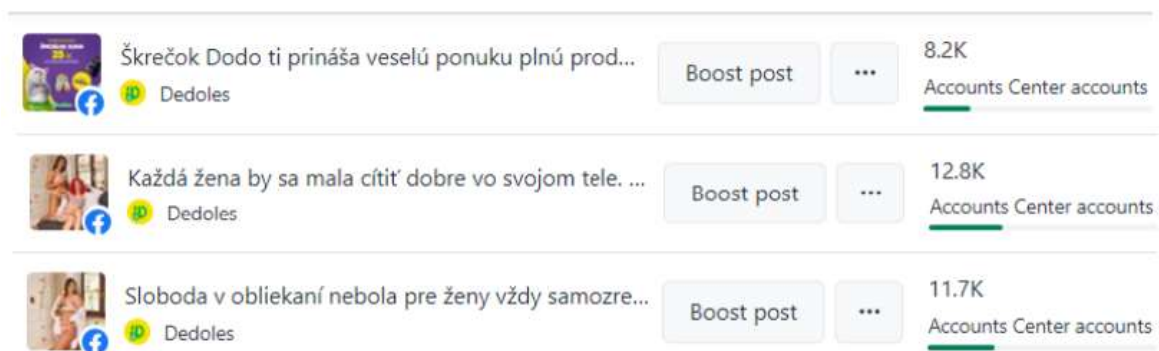 Škrečok Dodo ti prináša veselú ponuku plnú prod...
Dedoles
Boost post
...
8.2K
Accounts Center accounts
Každá žena by sa mala cítiť dobre vo svojom tele. ...
Dedoles
Boost post
...
12.8K
Accounts Center accounts
Sloboda v obliekaní nebola pre ženy vždy samozre...
Dedoles
Boost post
...
11.7K
Accounts Center accounts